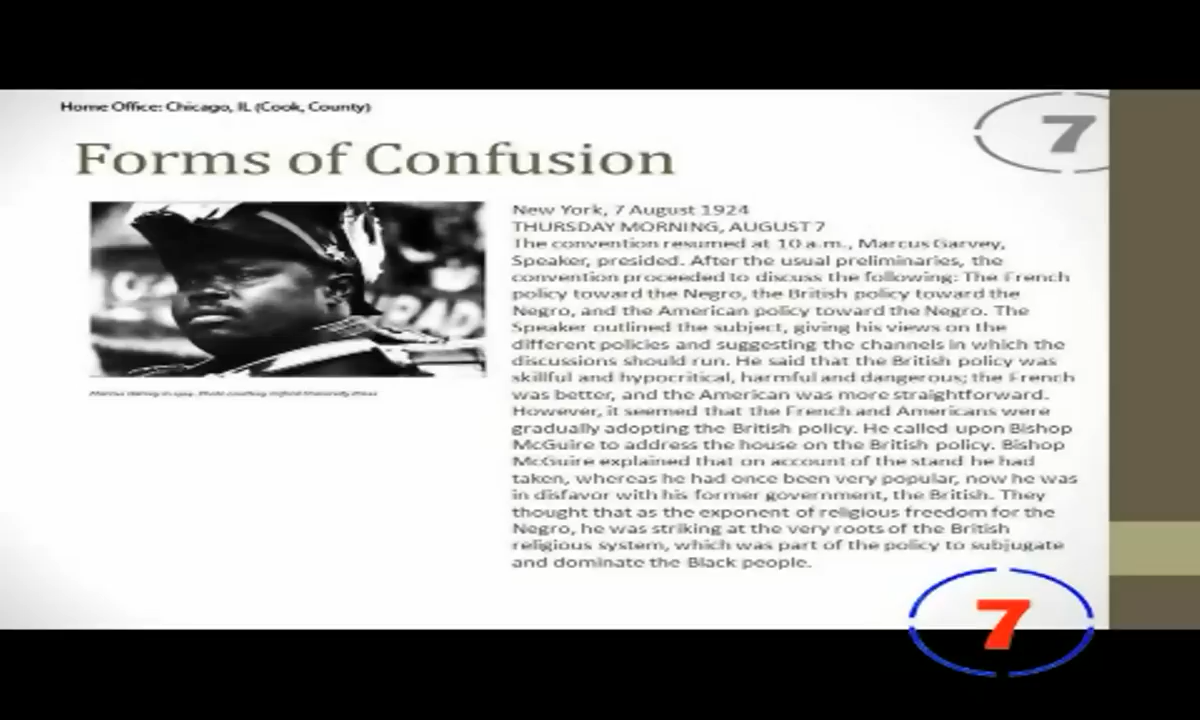 Home Office: Chicago, IL (Cook, County)
7
Forms of Confusion
New York, 7 August 1924
THURSDAY MORNING, AUGUST 7
The convention resumed at 10 a.m., Marcus Garvey,
Speaker, presided. After the usual preliminaries, the
convention proceeded to discuss the following: The French
policy toward the Negro, the British policy toward the
Negro, and the American policy toward the Negro. The
Speaker outlined the subject, giving his views on the
different policies and suggesting the channels in which the
discussions should run. He said that the British policy was
skillful and hypocritical, harmful and dangerous; the French
was better, and the American was more straightforward.
However, it seemed that the French and Americans were
gradually adopting the British policy. He called upon Bishop
McGuire to address the house on the British policy. Bishop
McGuire explained that on account of the stand he had
taken, whereas he had once been very popular, now he was
in disfavor with his former government, the British. They
thought that as the exponent of religious freedom for the
Negro, he was striking at the very roots of the British
religious system, which was part of the policy to subjugate
and dominate the Black people.
Marcus Garvey in 1924. Photo courtesy Oxford University Press
7